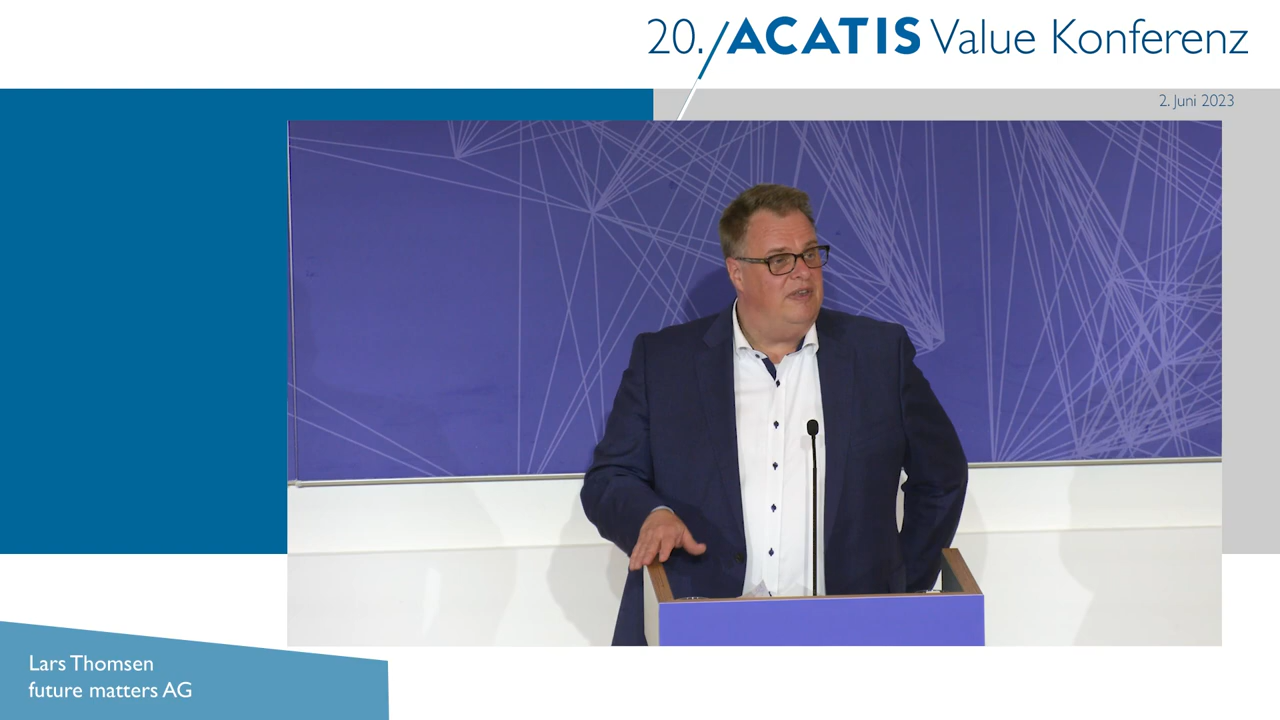 20. ACATIS Value Konferenz
2. Juni 2023
Lars Thomsen
future matters AG